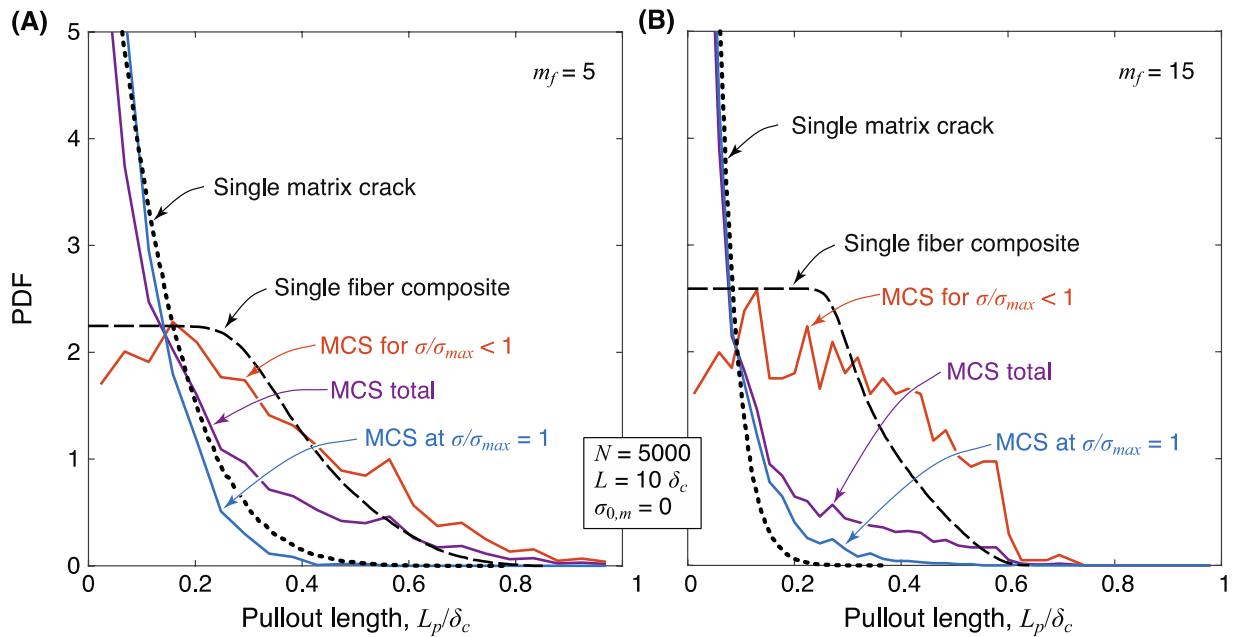 (A)
5
4
3
2
1
0
PDF
m_f = 5
Single matrix crack
Single fiber composite
MCS for σ/σ_max < 1
MCS total
MCS at σ/σ_max = 1
0 0.2 0.4 0.6 0.8 1
Pullout length, L_p/δ_c
N = 5000
L = 10 δ_c
σ_0,m = 0
(B)
m_f = 15
Single matrix crack
Single fiber composite
MCS for σ/σ_max < 1
MCS total
MCS at σ/σ_max = 1
0 0.2 0.4 0.6 0.8 1
Pullout length, L_p/δ_c